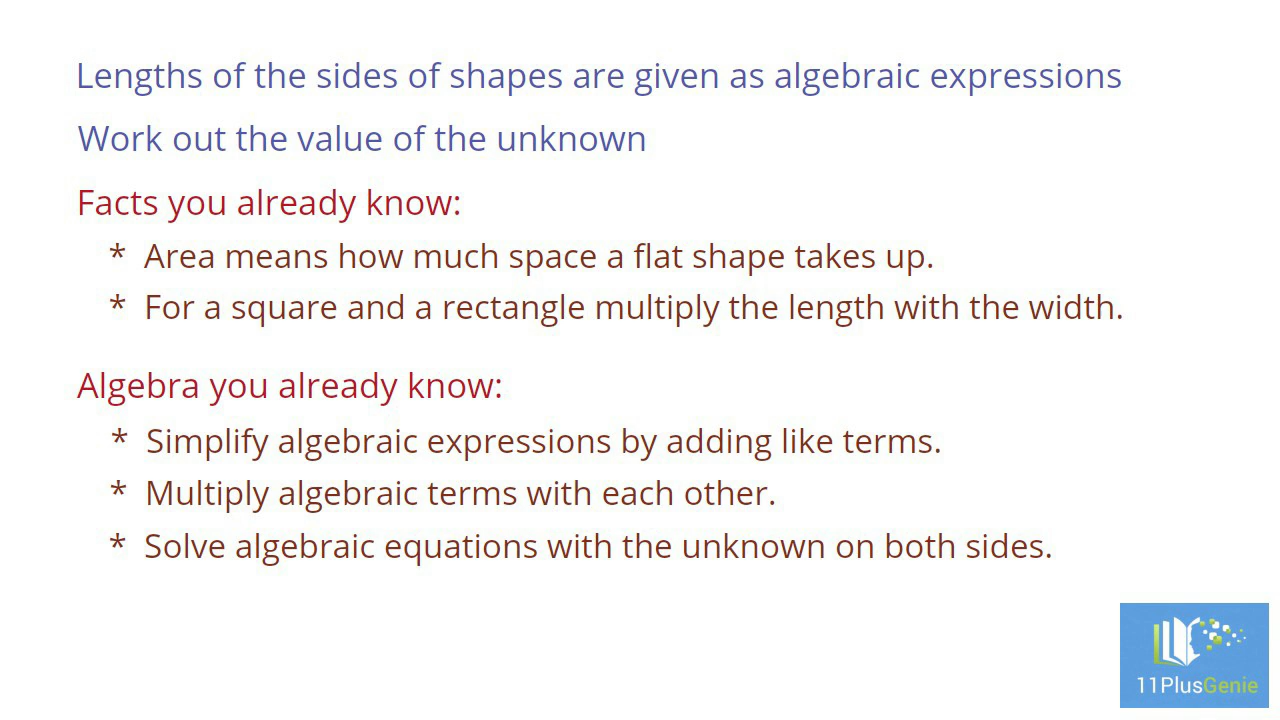 Lengths of the sides of shapes are given as algebraic expressions
Work out the value of the unknown
Facts you already know:
* Area means how much space a flat shape takes up.
* For a square and a rectangle multiply the length with the width.
Algebra you already know:
* Simplify algebraic expressions by adding like terms.
* Multiply algebraic terms with each other.
* Solve algebraic equations with the unknown on both sides.
11PlusGenie